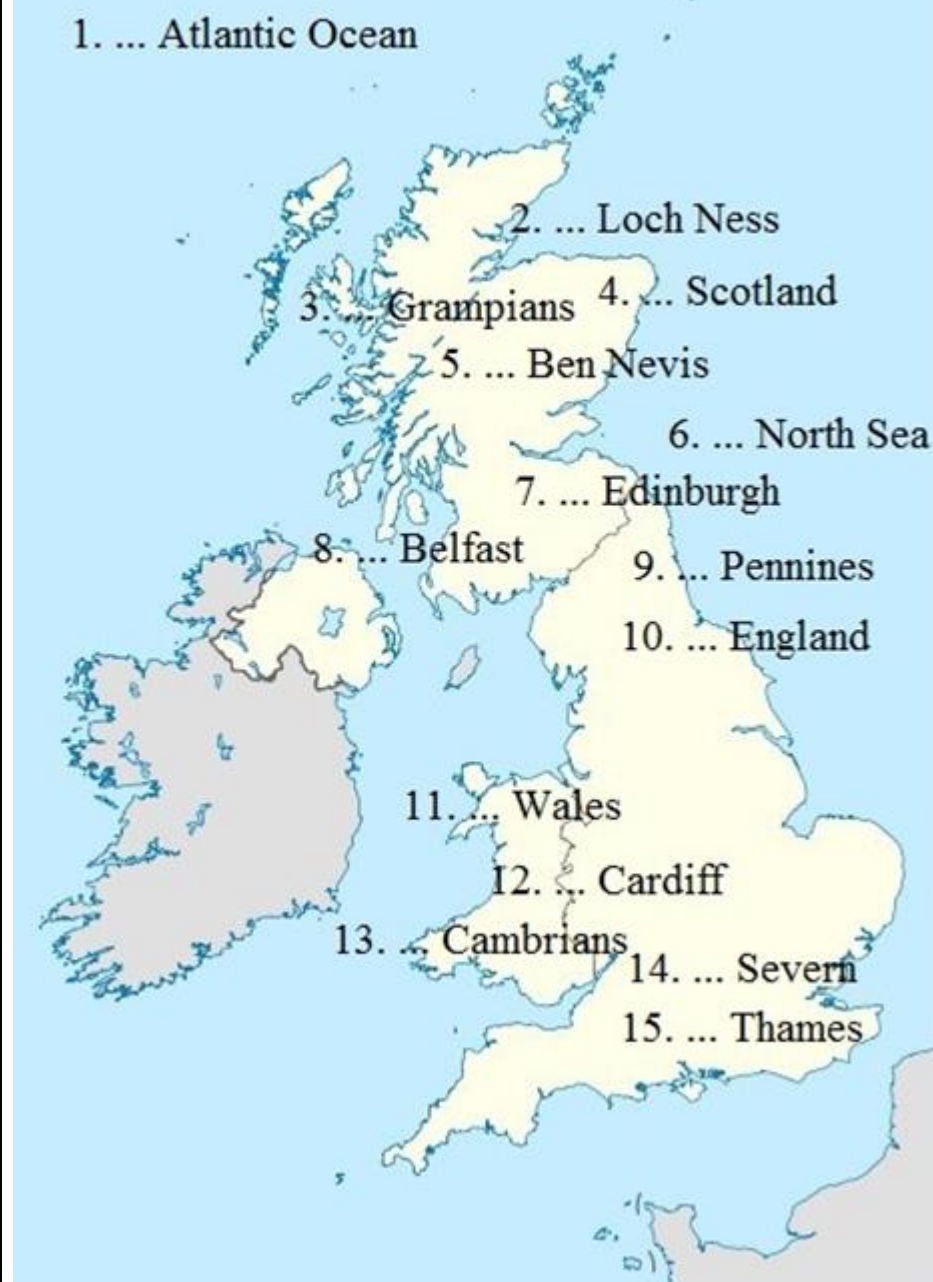 1. ... Atlantic Ocean
2. ... Loch Ness
3. ... Grampians
4. ... Scotland
5. ... Ben Nevis
6. ... North Sea
7. ... Edinburgh
8. ... Belfast
9. ... Pennines
10. ... England
11. ... Wales
12. ... Cardiff
13. ... Cambrians
14. ... Severn
15. ... Thames